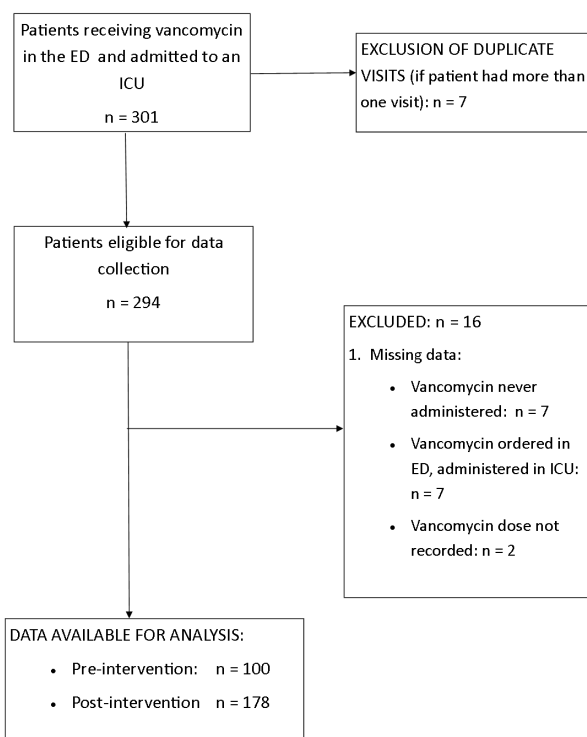 Patients receiving vancomycin
in the ED and admitted to an
ICU
n = 301
EXCLUSION OF DUPLICATE
VISITS (if patient had more than
one visit): n = 7
Patients eligible for data
collection
n = 294
EXCLUDED: n = 16
1. Missing data:
• Vancomycin never
administered: n = 7
• Vancomycin ordered in
ED, administered in ICU:
n = 7
• Vancomycin dose not
recorded: n = 2
DATA AVAILABLE FOR ANALYSIS:
• Pre-intervention: n = 100
• Post-intervention n = 178